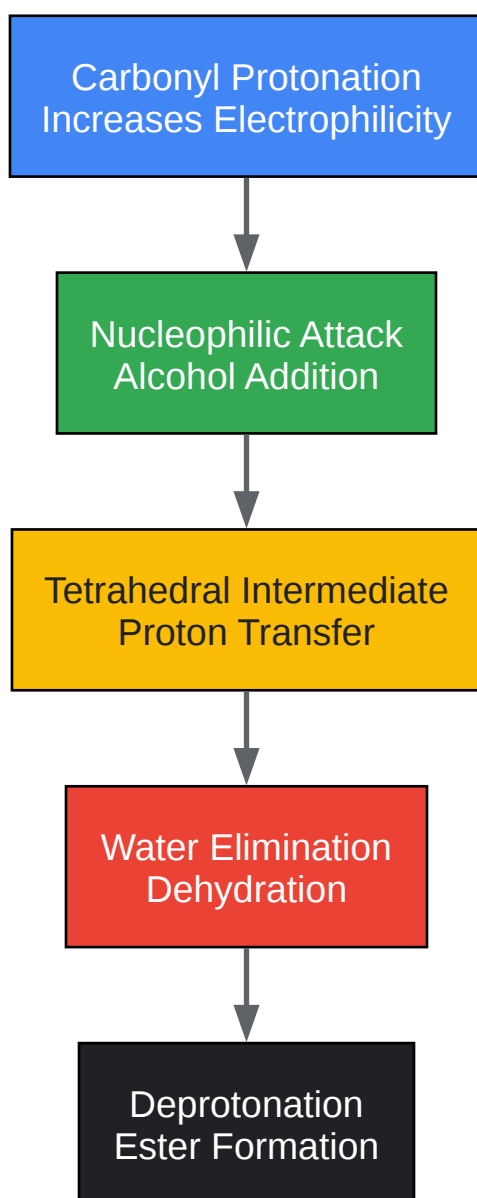 Carbonyl Protonation
Increases Electrophilicity
Nucleophilic Attack
Alcohol Addition
Tetrahedral Intermediate
Proton Transfer
Water Elimination
Dehydration
Deprotonation
Ester Formation